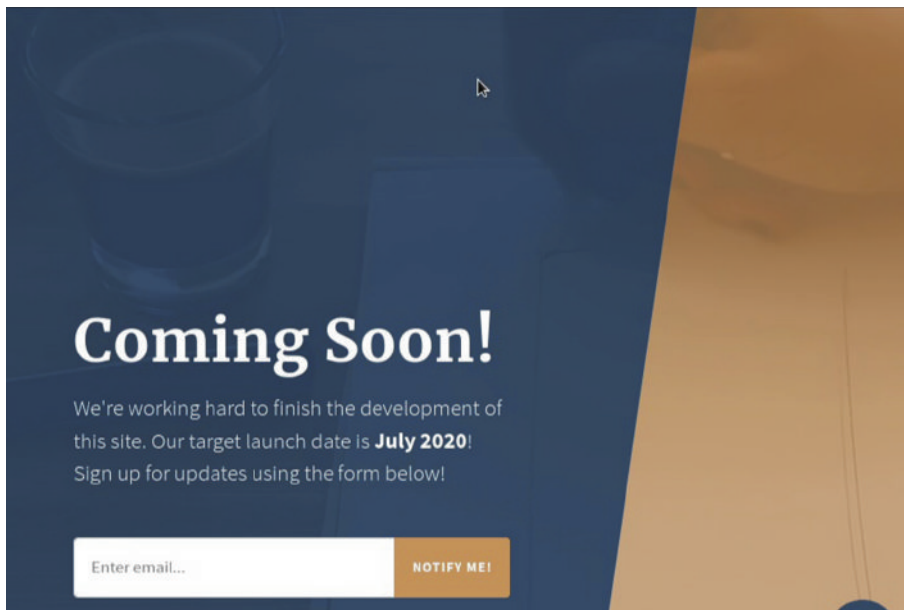 Coming Soon!
We're working hard to finish the development of
this site. Our target launch date is July 2020!
Sign up for updates using the form below!
Enter email...
NOTIFY ME!